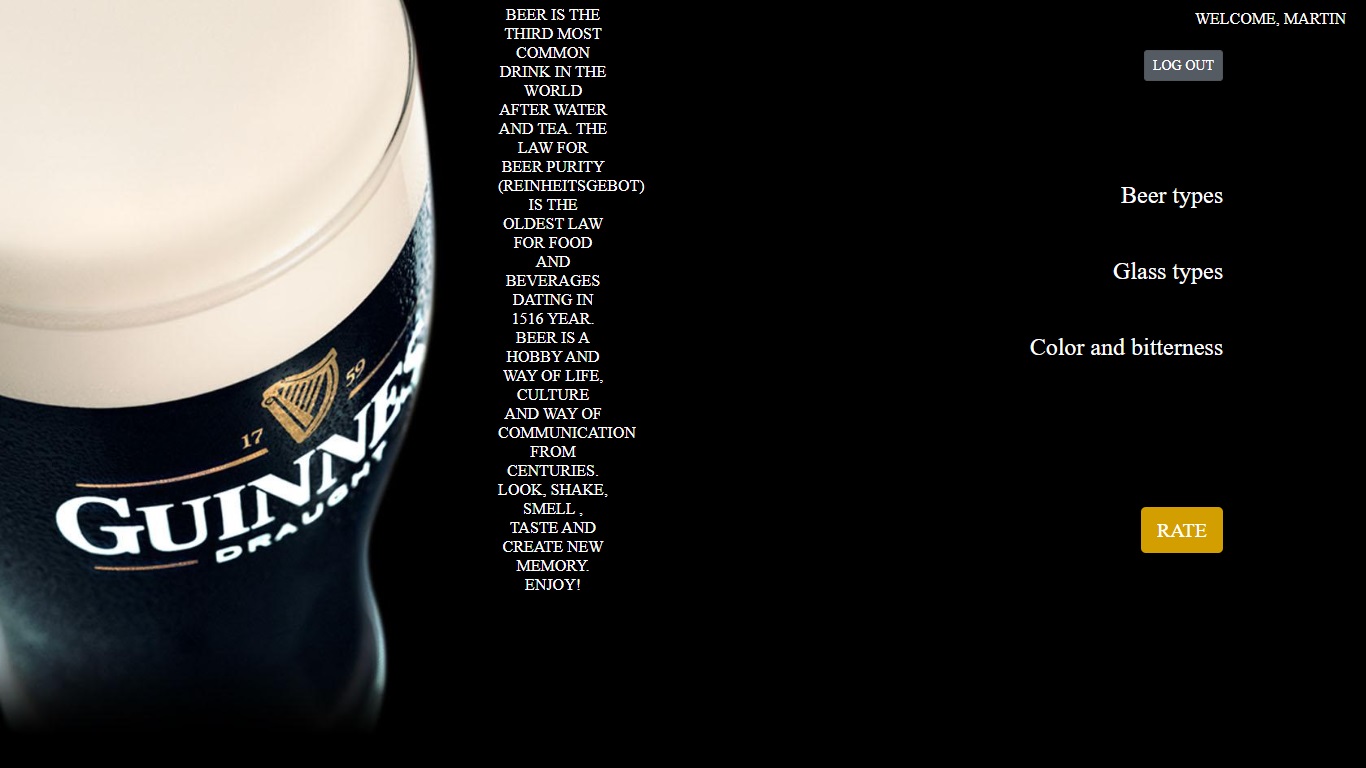 BEER IS THE
THIRD MOST
COMMON
DRINK IN THE
WORLD
AFTER WATER
AND TEA. THE
LAW FOR
BEER PURITY
(REINHEITSGEBOT)
IS THE
OLDEST LAW
FOR FOOD
AND
BEVERAGES
DATING IN
1516 YEAR.
BEER IS A
HOBBY AND
WAY OF LIFE,
CULTURE
AND WAY OF
COMMUNICATION
FROM
CENTURIES.
LOOK, SHAKE,
SMELL ,
TASTE AND
CREATE NEW
MEMORY.
ENJOY!
WELCOME, MARTIN
LOG OUT
Beer types
Glass types
Color and bitterness
RATE
17 59
GUINNES
DRAUGHT